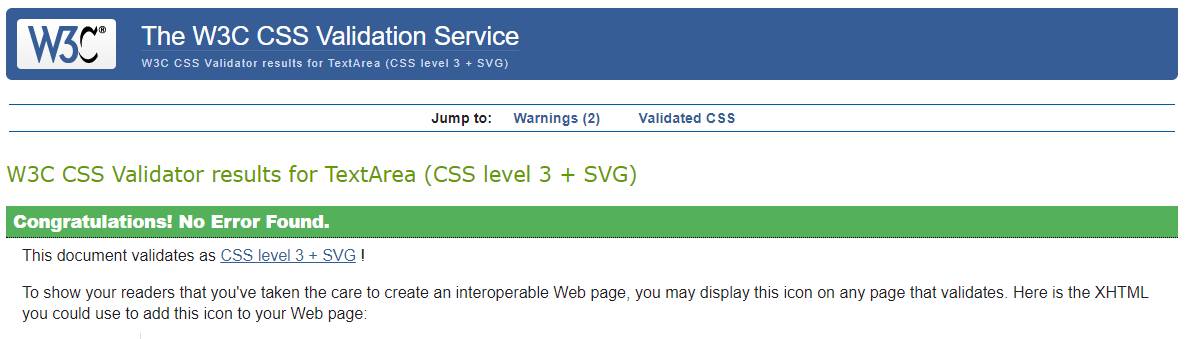 W3C®
The W3C CSS Validation Service
W3C CSS Validator results for TextArea (CSS level 3 + SVG)
Jump to: Warnings (2) Validated CSS
W3C CSS Validator results for TextArea (CSS level 3 + SVG)
Congratulations! No Error Found.
This document validates as CSS level 3 + SVG !
To show your readers that you've taken the care to create an interoperable Web page, you may display this icon on any page that validates. Here is the XHTML
you could use to add this icon to your Web page: